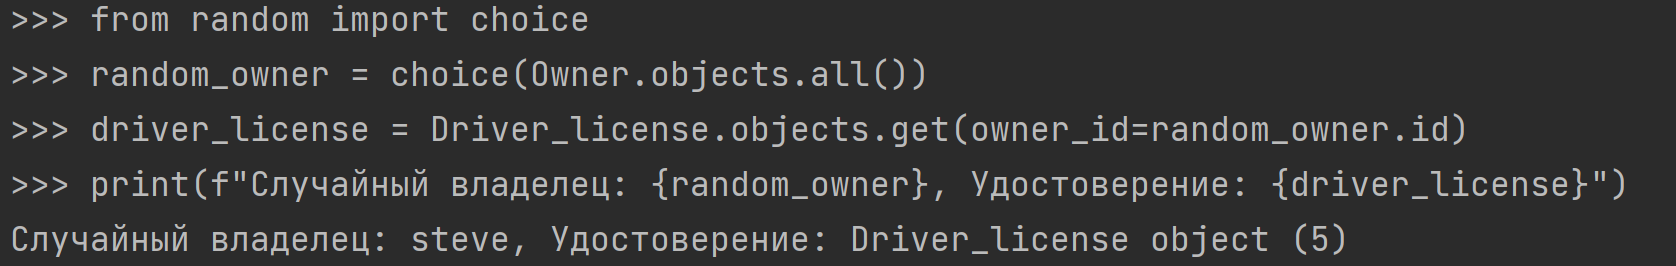 >>> from random import choice
>>> random_owner = choice(Owner.objects.all())
>>> driver_license = Driver_license.objects.get(owner_id=random_owner.id)
>>> print(f"Случайный владелец: {random_owner}, Удостоверение: {driver_license}")
Случайный владелец: steve, Удостоверение: Driver_license object (5)